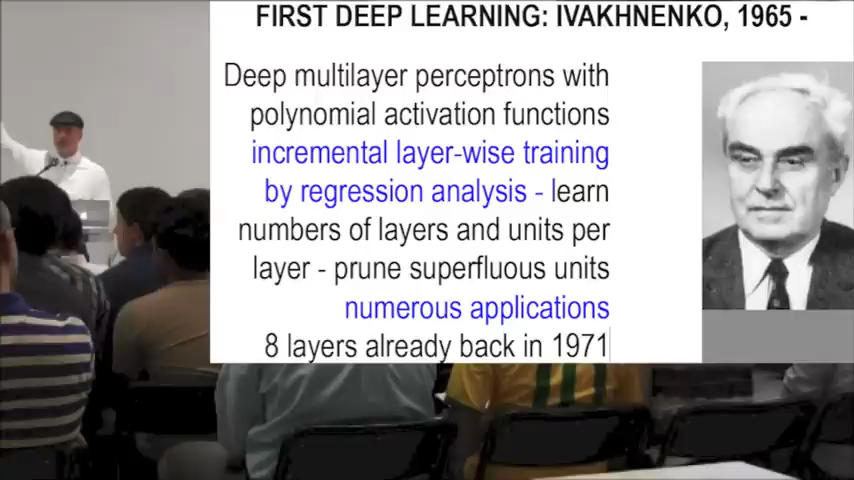 FIRST DEEP LEARNING: IVAKHNENKO, 1965 -
Deep multilayer perceptrons with
polynomial activation functions
incremental layer-wise training
by regression analysis - learn
numbers of layers and units per
layer - prune superfluous units
numerous applications
8 layers already back in 1971